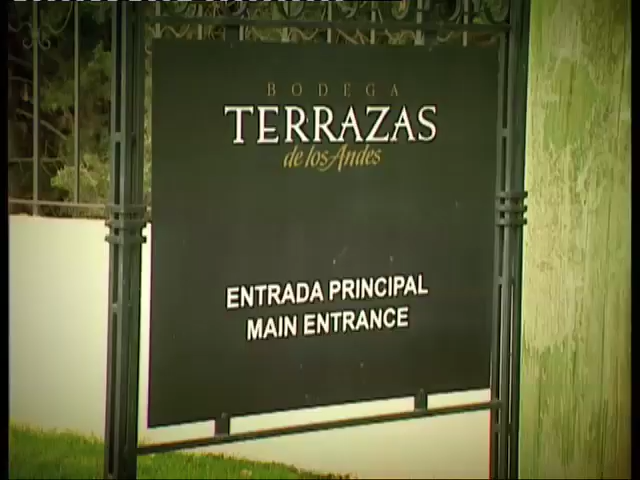 BODEGA
TERRAZAS
de los Andes
ENTRADA PRINCIPAL
MAIN ENTRANCE